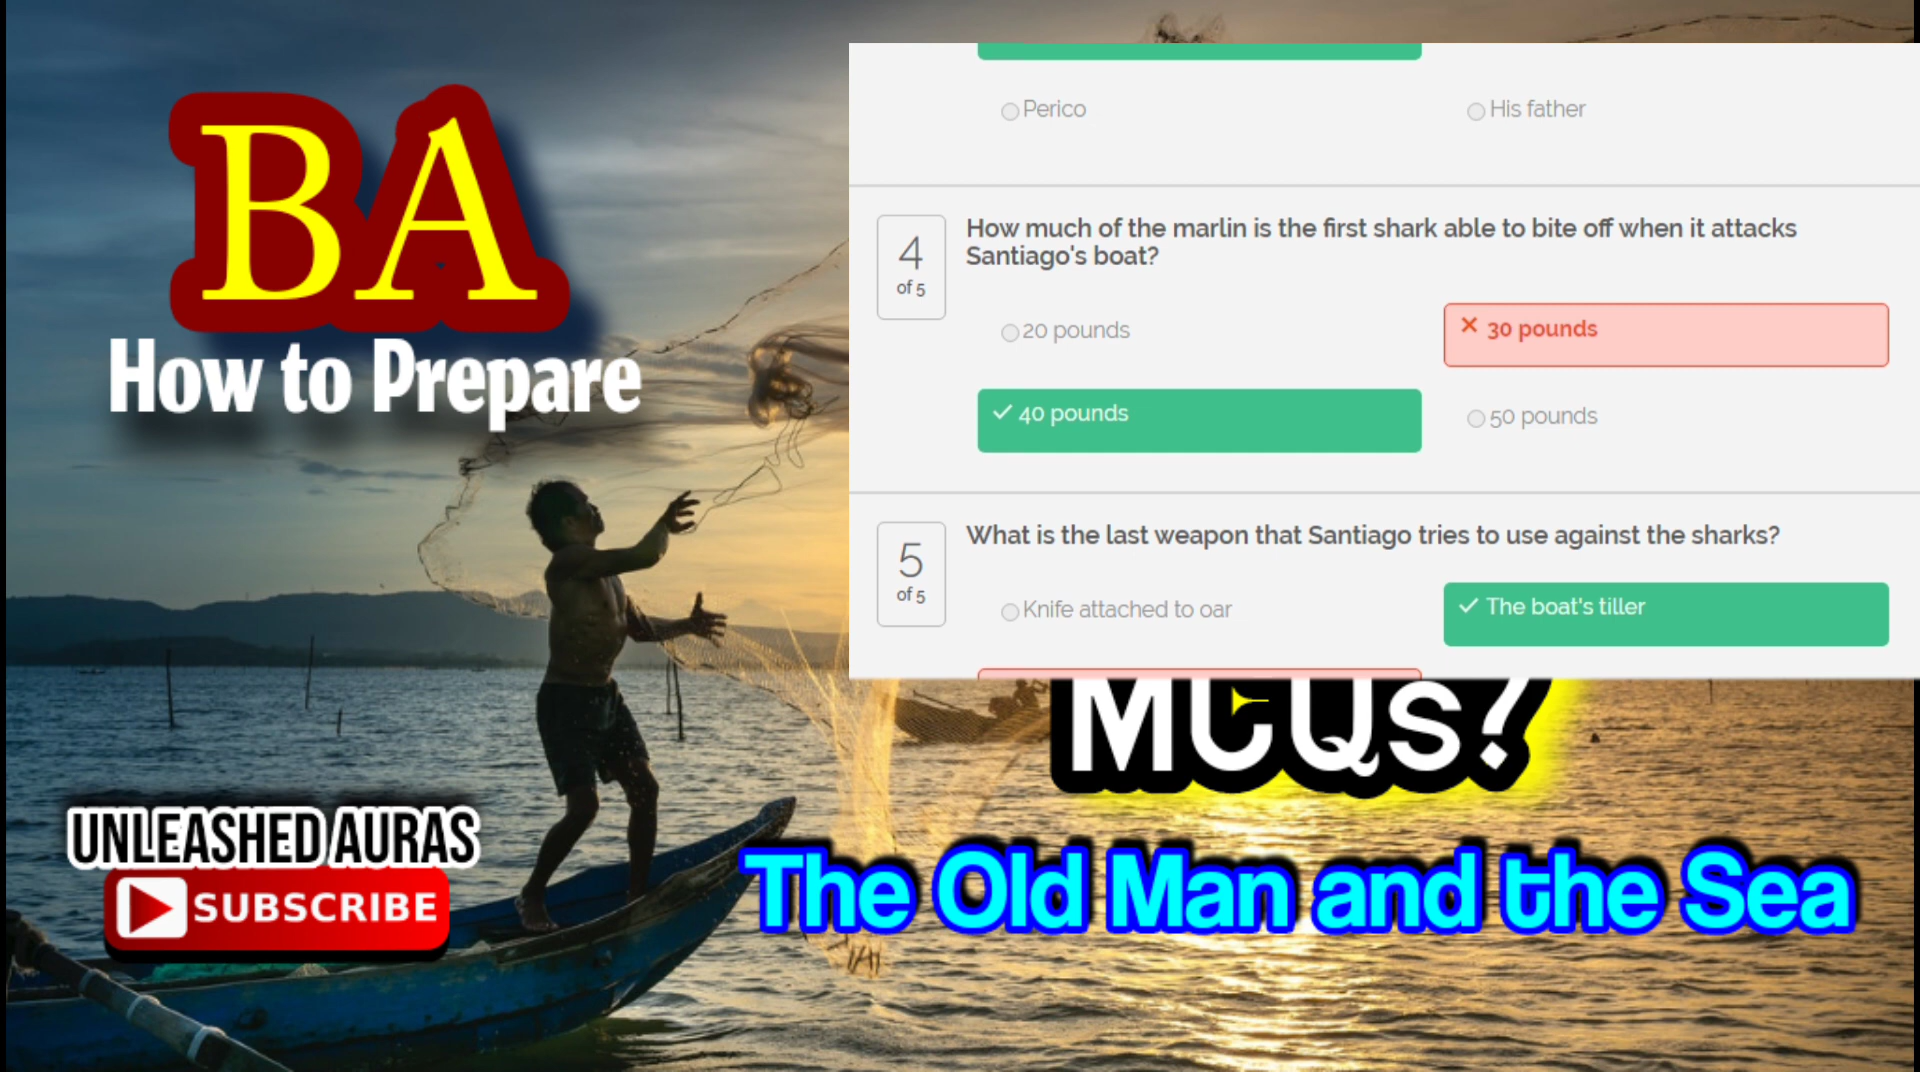 BA
How to Prepare
UNLEASHED AURAS
SUBSCRIBE
Perico
His father
4
of 5
How much of the marlin is the first shark able to bite off when it attacks
Santiago's boat?
20 pounds
30 pounds
40 pounds
50 pounds
5
of 5
What is the last weapon that Santiago tries to use against the sharks?
Knife attached to oar
The boat's tiller
MCQs?
The Old Man and the Sea